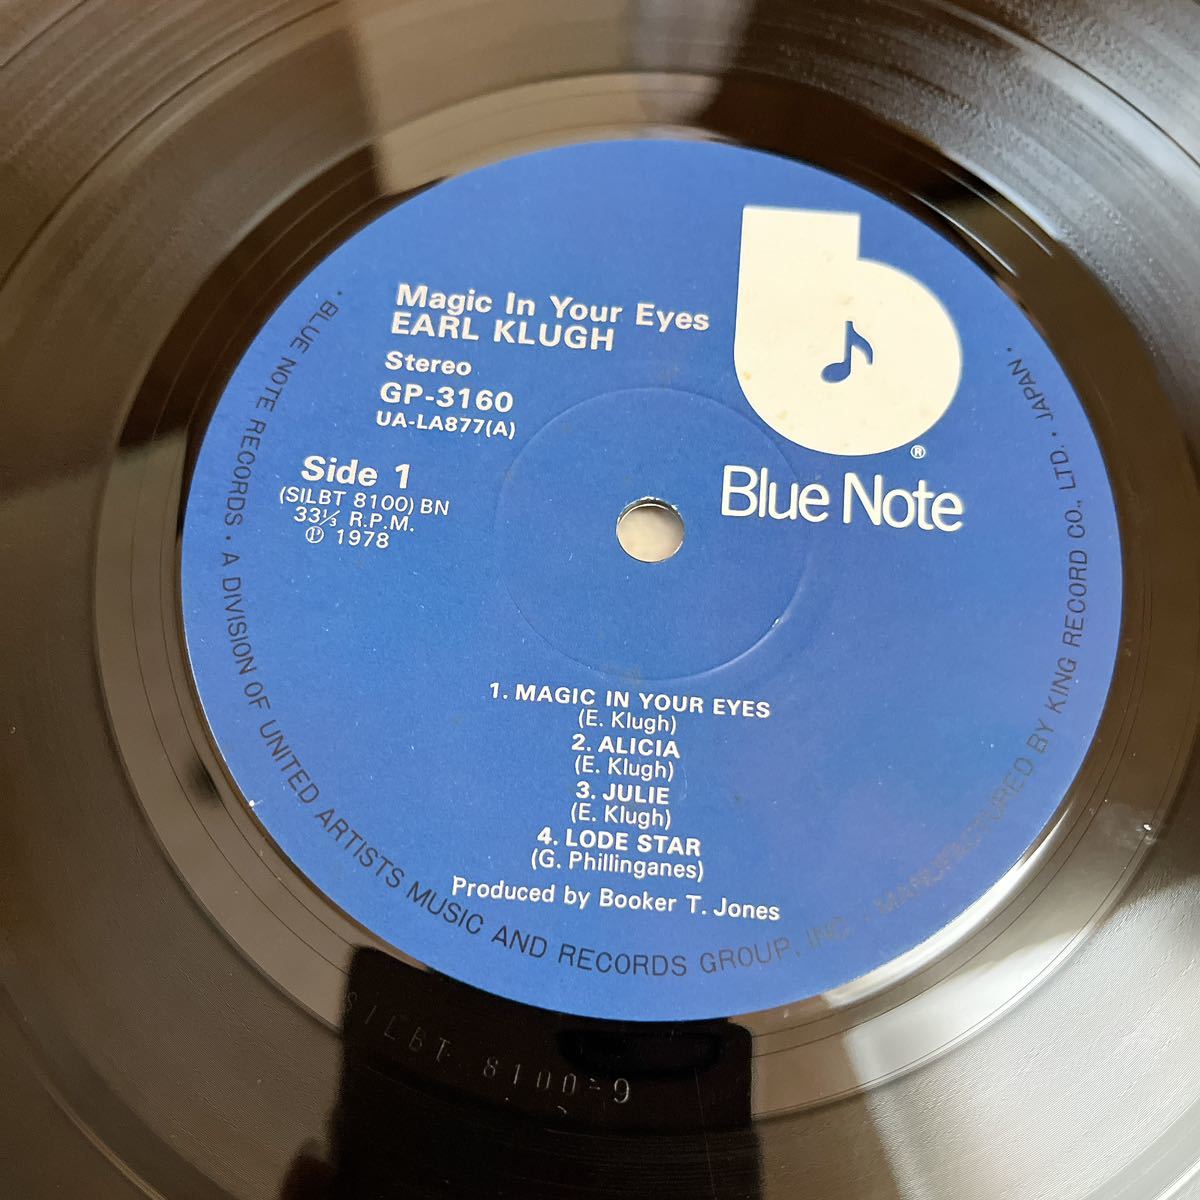 Magic In Your Eyes
EARL KLUGH
Stereo
GP-3160
UA-LA877(A)
Side 1
(SILBT 8100) BN
33⅓ R.P.M.
Ⓟ 1978
b
®
Blue Note
1. MAGIC IN YOUR EYES
(E. Klugh)
2. ALICIA
(E. Klugh)
3. JULIE
(E. Klugh)
4. LODE STAR
(G. Phillinganes)
Produced by Booker T. Jones
• BLUE NOTE RECORDS • A DIVISION OF UNITED ARTISTS MUSIC AND RECORDS GROUP, INC. • MANUFACTURED BY KING RECORD CO., LTD. • JAPAN •
SILBT 8100-9